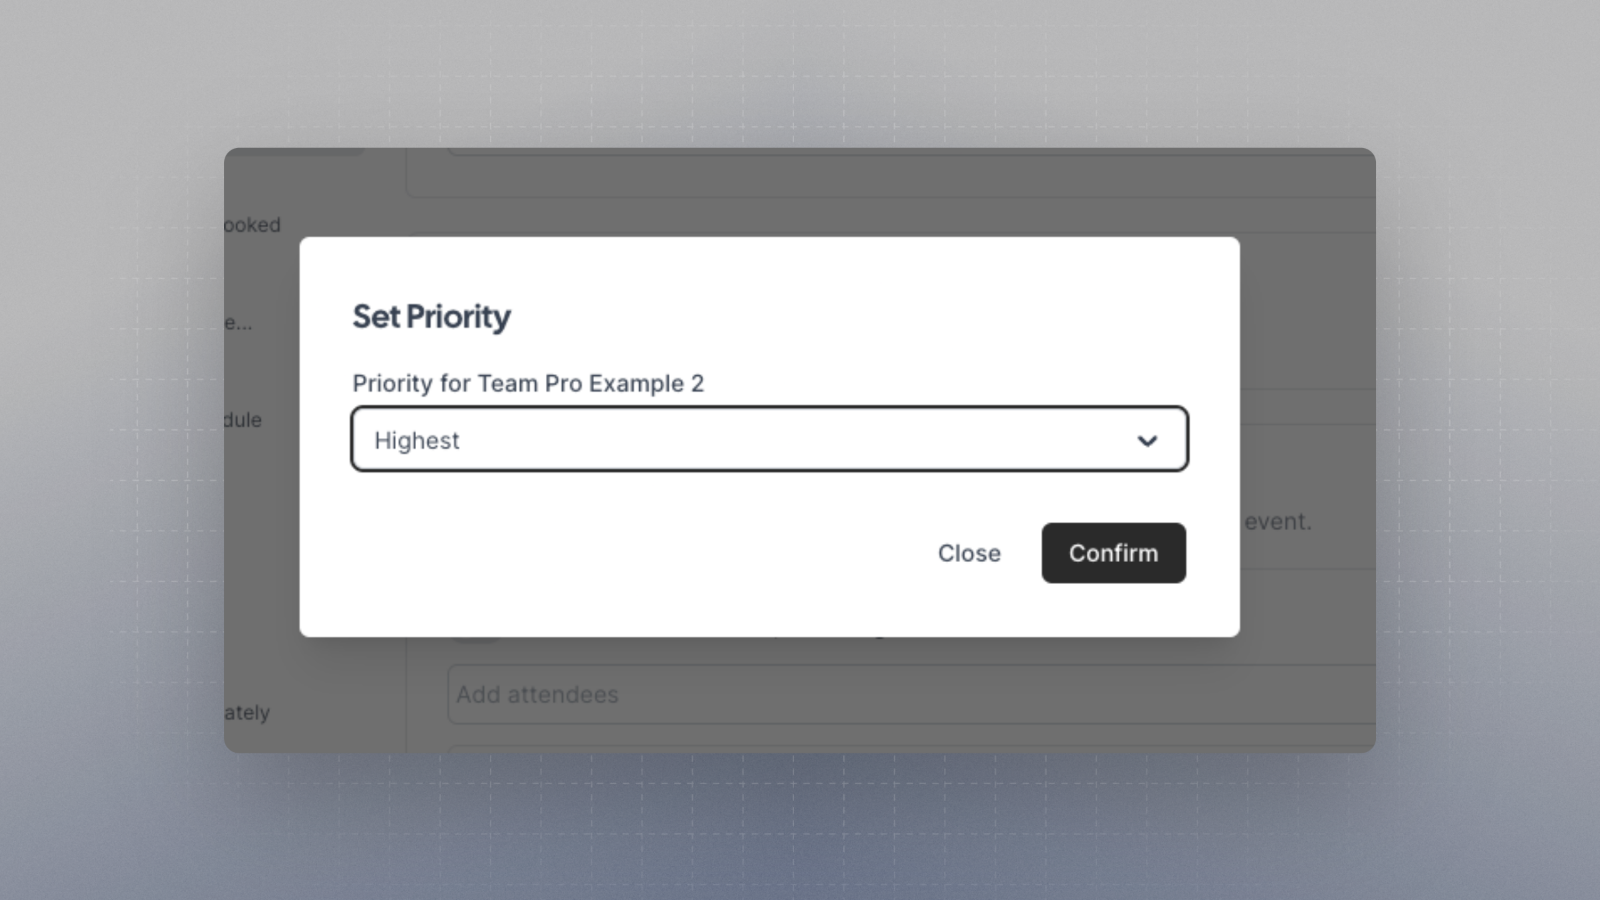 ooked
Set Priority
e...
Priority for Team Pro Example 2
dule
Highest
event.
Close
Confirm
Add attendees
ately